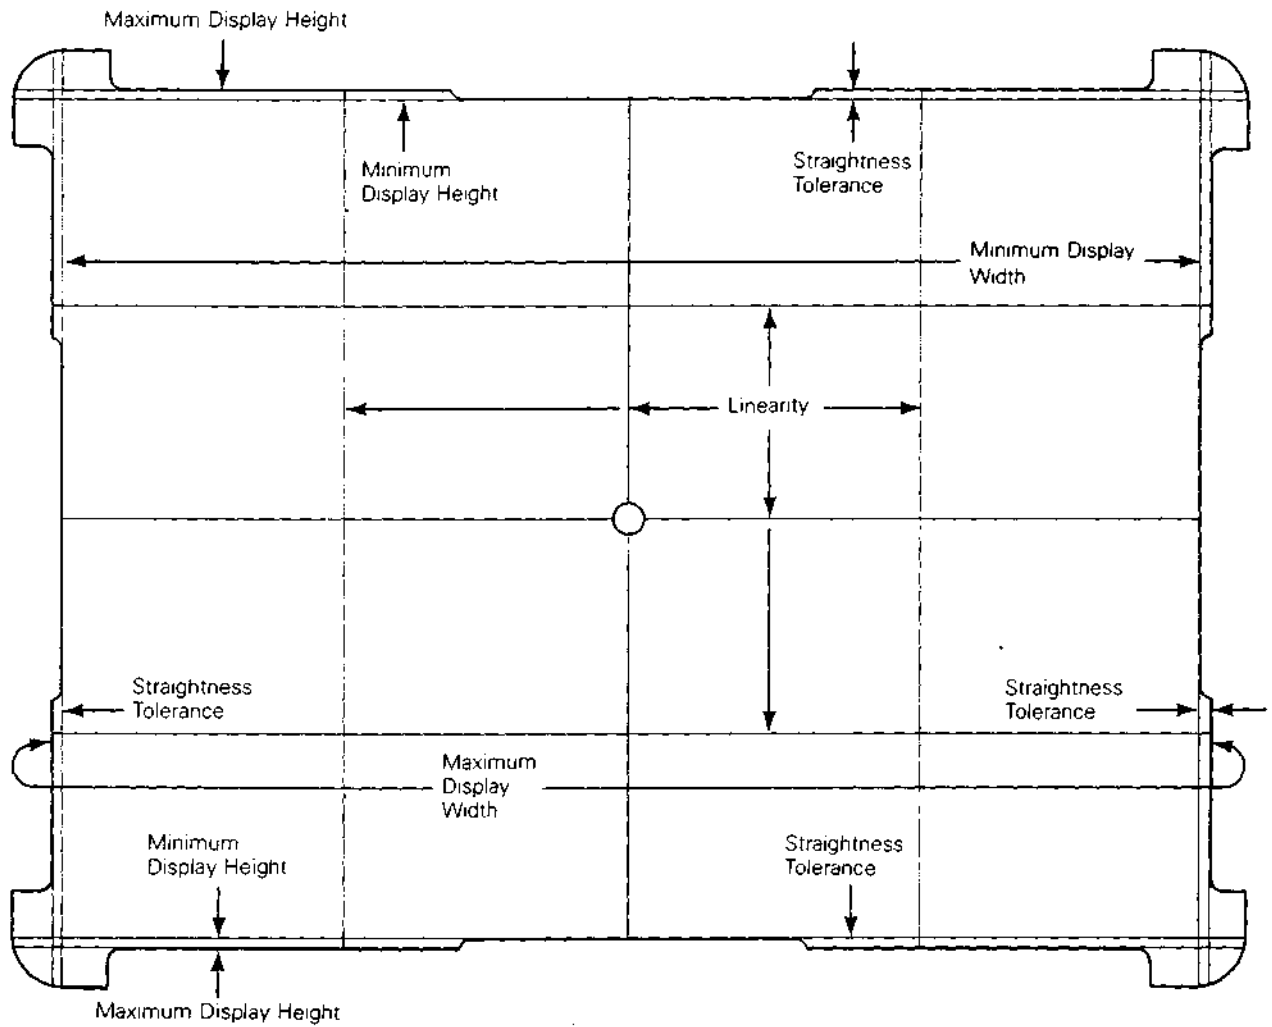 Maximum Display Height
Minimum
Display Height
Straightness
Tolerance
Minimum Display
Width
Linearity
Straightness
Tolerance
Straightness
Tolerance
Maximum
Display
Width
Minimum
Display Height
Straightness
Tolerance
Maximum Display Height